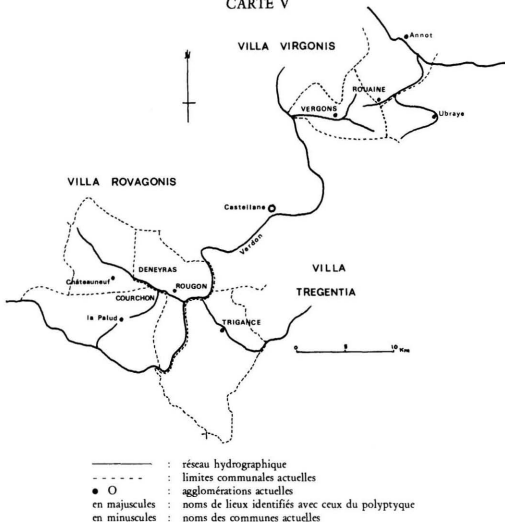 CARTE V
VILLA VIRGONIS
Annot
ROUAINE
VERGONS
Ubraye
VILLA ROVAGONIS
Castellane
Verdon
DENEYRAS
VILLA
TREGENTIA
Châteauneuf
ROUGON
COURCHON
la Palud
TRIGANCE
0 5 10 Km
: réseau hydrographique
: limites communales actuelles
● O : agglomérations actuelles
en majuscules : noms de lieux identifiés avec ceux du polyptyque
en minuscules : noms des communes actuelles